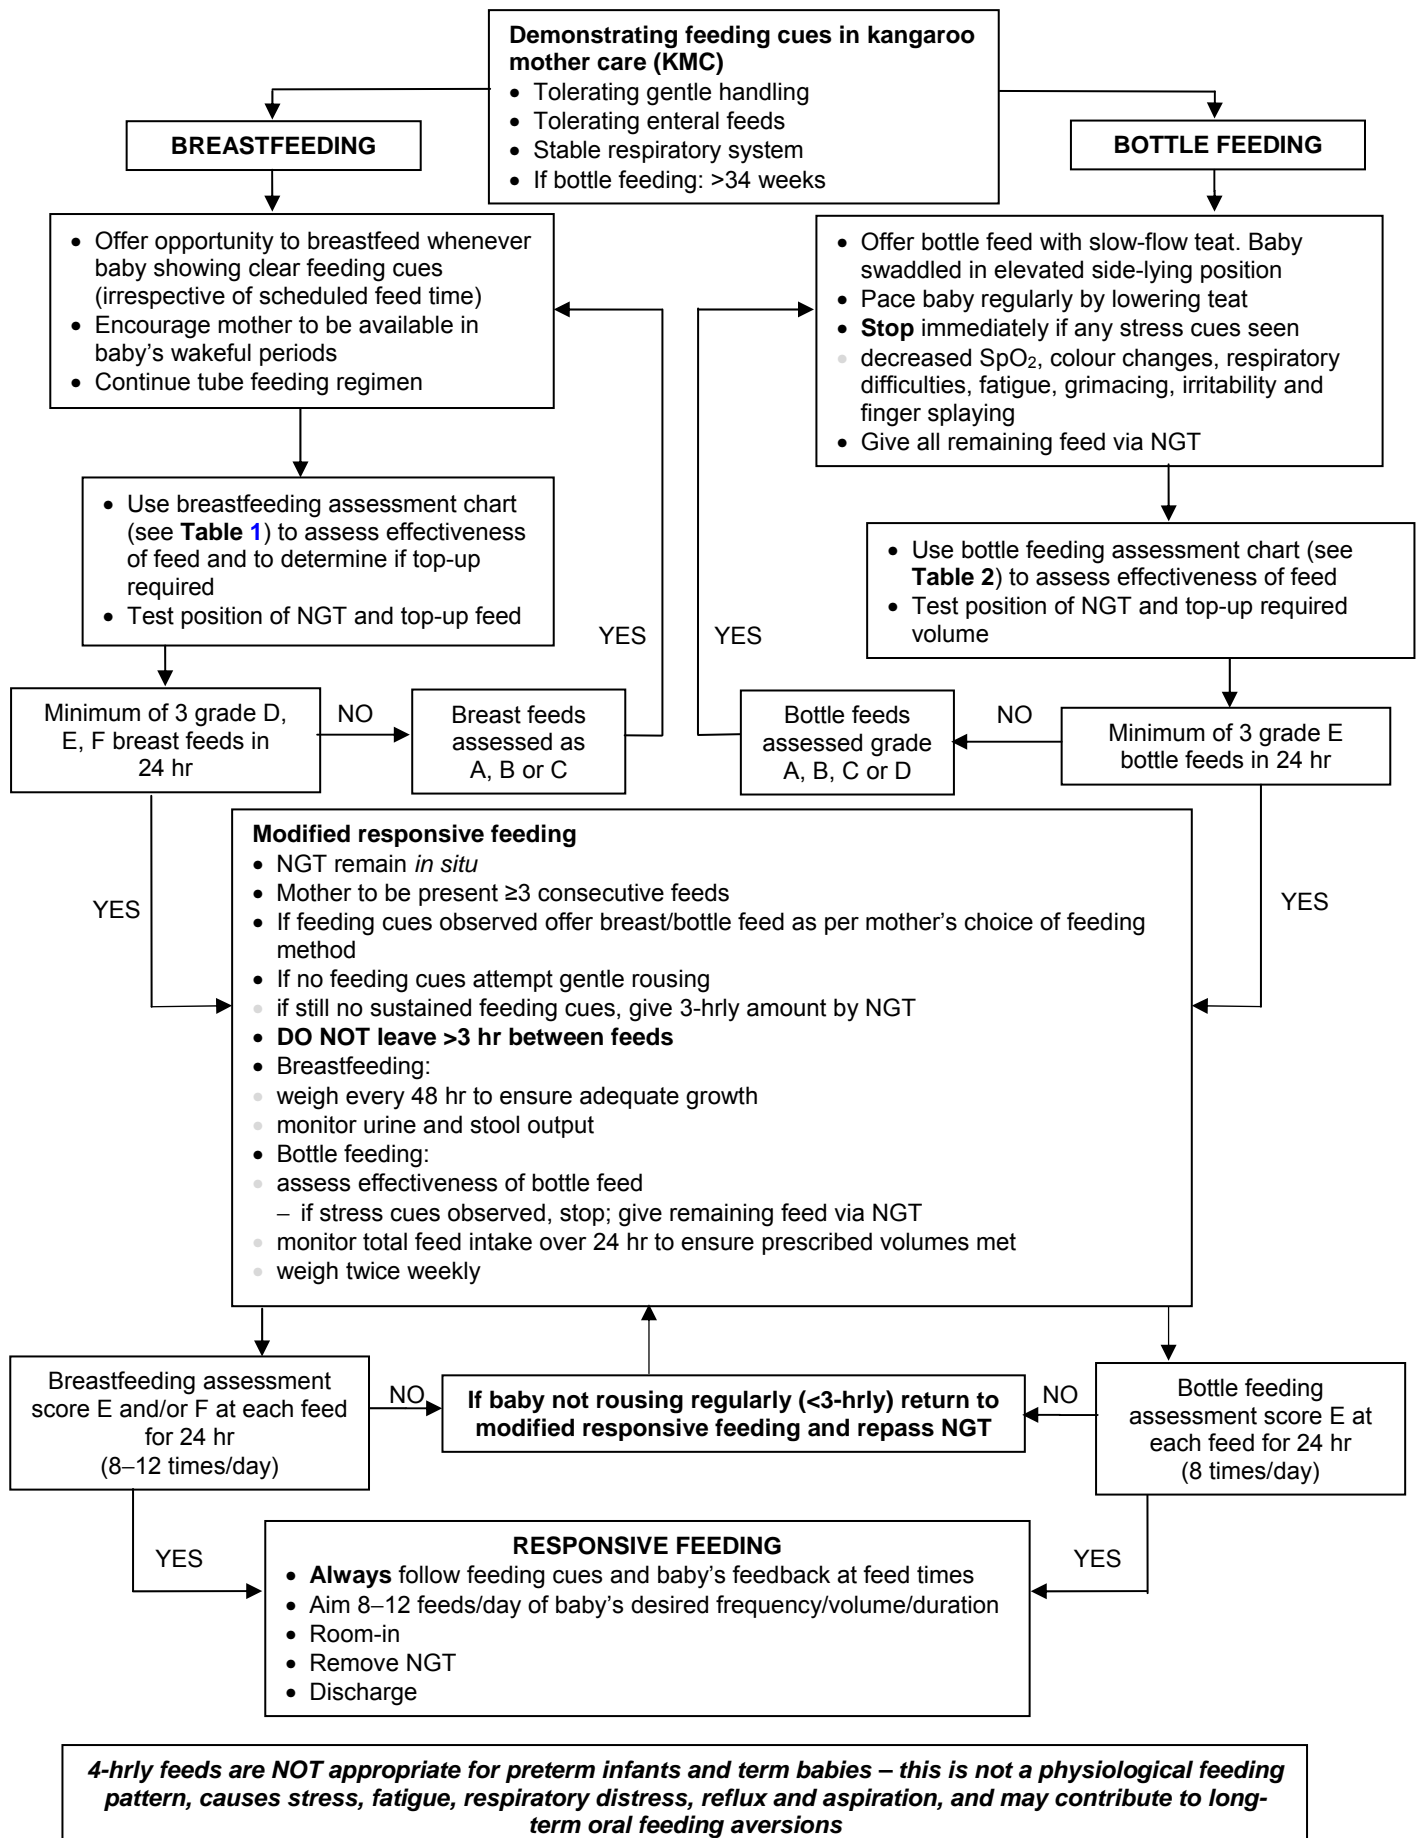 Demonstrating feeding cues in kangaroo
mother care (KMC)
• Tolerating gentle handling
• Tolerating enteral feeds
• Stable respiratory system
• If bottle feeding: >34 weeks
BREASTFEEDING
BOTTLE FEEDING
• Offer opportunity to breastfeed whenever
baby showing clear feeding cues
(irrespective of scheduled feed time)
• Encourage mother to be available in
baby's wakeful periods
• Continue tube feeding regimen
• Offer bottle feed with slow-flow teat. Baby
swaddled in elevated side-lying position
• Pace baby regularly by lowering teat
• Stop immediately if any stress cues seen
• decreased SpO₂, colour changes, respiratory
difficulties, fatigue, grimacing, irritability and
finger splaying
• Give all remaining feed via NGT
• Use breastfeeding assessment chart
(see Table 1) to assess effectiveness
of feed and to determine if top-up
required
• Test position of NGT and top-up feed
• Use bottle feeding assessment chart (see
Table 2) to assess effectiveness of feed
• Test position of NGT and top-up required
volume
YES
YES
Minimum of 3 grade D,
E, F breast feeds in
24 hr
NO
Breast feeds
assessed as
A, B or C
Bottle feeds
assessed grade
A, B, C or D
NO
Minimum of 3 grade E
bottle feeds in 24 hr
YES
YES
Modified responsive feeding
• NGT remain in situ
• Mother to be present ≥3 consecutive feeds
• If feeding cues observed offer breast/bottle feed as per mother's choice of feeding
method
• If no feeding cues attempt gentle rousing
• if still no sustained feeding cues, give 3-hrly amount by NGT
• DO NOT leave >3 hr between feeds
• Breastfeeding:
• weigh every 48 hr to ensure adequate growth
• monitor urine and stool output
• Bottle feeding:
• assess effectiveness of bottle feed
– if stress cues observed, stop; give remaining feed via NGT
• monitor total feed intake over 24 hr to ensure prescribed volumes met
• weigh twice weekly
Breastfeeding assessment
score E and/or F at each feed
for 24 hr
(8–12 times/day)
NO
If baby not rousing regularly (<3-hrly) return to
modified responsive feeding and repass NGT
NO
Bottle feeding
assessment score E at
each feed for 24 hr
(8 times/day)
YES
YES
RESPONSIVE FEEDING
• Always follow feeding cues and baby's feedback at feed times
• Aim 8–12 feeds/day of baby's desired frequency/volume/duration
• Room-in
• Remove NGT
• Discharge
4-hrly feeds are NOT appropriate for preterm infants and term babies – this is not a physiological feeding
pattern, causes stress, fatigue, respiratory distress, reflux and aspiration, and may contribute to long-
term oral feeding aversions